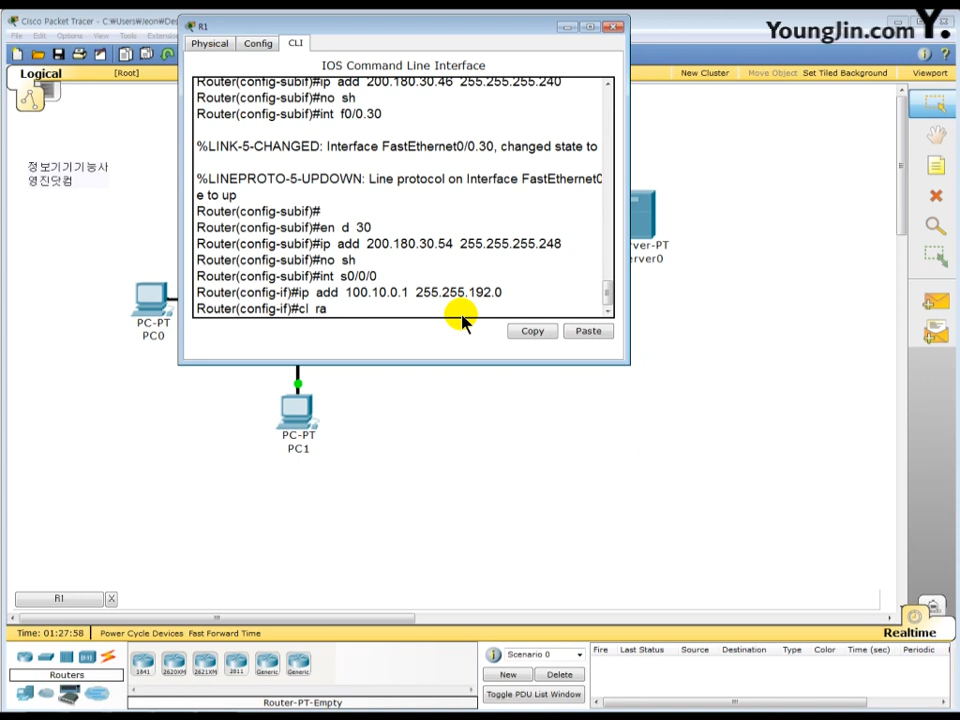 Cisco Packet Tracer - C:\Users\Jeon\De
YoungJin.com Y.
File Edit Options View Tools Extension
R1
Physical Config CLI
Logical [Root] New Cluster Move Object Set Tiled Background Viewport
IOS Command Line Interface
Router(config-subif)#ip add 200.180.30.46 255.255.255.240
Router(config-subif)#no sh
Router(config-subif)#int f0/0.30
%LINK-5-CHANGED: Interface FastEthernet0/0.30, changed state to
%LINEPROTO-5-UPDOWN: Line protocol on Interface FastEthernet0
e to up
Router(config-subif)#
Router(config-subif)#en d 30
Router(config-subif)#ip add 200.180.30.54 255.255.255.248
Router(config-subif)#no sh
Router(config-subif)#int s0/0/0
Router(config-if)#ip add 100.10.0.1 255.255.192.0
Router(config-if)#cl ra
Copy Paste
정보기기기능사
영진닷컴
ver-PT
erver0
PC-PT
PC0
PC-PT
PC1
R1 X
Realtime
Time: 01:27:58 Power Cycle Devices Fast Forward Time
Routers
1841 2620XM 2621XM 2811 Generic Generic
Router-PT-Empty
Scenario 0
New Delete
Toggle PDU List Window
Fire Last Status Source Destination Type Color Time (sec) Periodic